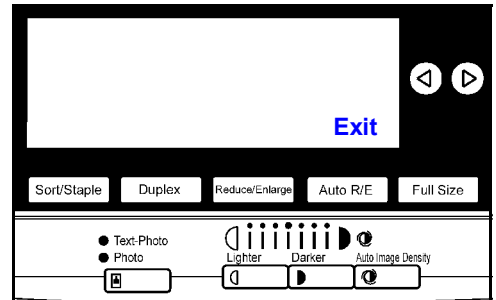 Exit
Sort/Staple Duplex Reduce/Enlarge Auto R/E Full Size
Text-Photo
Photo
Lighter Darker Auto Image Density